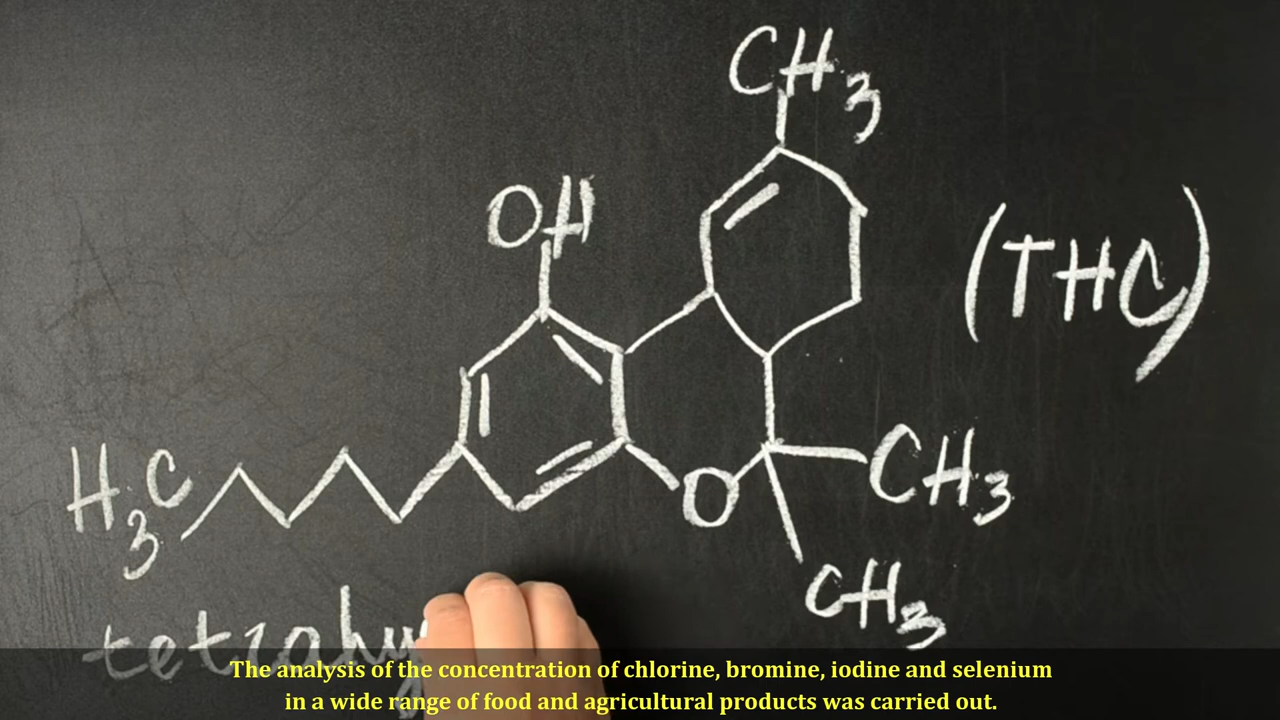 CH3
OH
(THC)
H3C
O
CH3
CH3
tetrahy
The analysis of the concentration of chlorine, bromine, iodine and selenium
in a wide range of food and agricultural products was carried out.